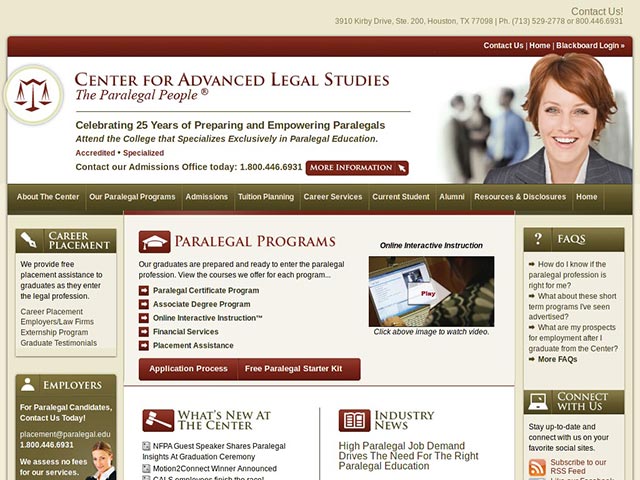 Contact Us!
3910 Kirby Drive, Ste. 200, Houston, TX 77098 | Ph. (713) 529-2778 or 800.446.6931
Contact Us | Home | Blackboard Login »
CENTER FOR ADVANCED LEGAL STUDIES
The Paralegal People ®
Celebrating 25 Years of Preparing and Empowering Paralegals
Attend the College that Specializes Exclusively in Paralegal Education.
Accredited • Specialized
Contact our Admissions Office today: 1.800.446.6931 MORE INFORMATION
About The Center Our Paralegal Programs Admissions Tuition Planning Career Services Current Student Alumni Resources & Disclosures Home
CAREER
PLACEMENT
We provide free
placement assistance to
graduates as they enter
the legal profession.
Career Placement
Employers/Law Firms
Externship Program
Graduate Testimonials
EMPLOYERS
For Paralegal Candidates,
Contact Us Today!
placement@paralegal.edu
1.800.446.6931
We assess no fees
for our services.
PARALEGAL PROGRAMS
Our graduates are prepared and ready to enter the paralegal
profession. View the courses we offer for each program...
Paralegal Certificate Program
Associate Degree Program
Online Interactive Instruction™
Financial Services
Placement Assistance
Online Interactive Instruction
Play
Click above image to watch video.
Application Process Free Paralegal Starter Kit
WHAT'S NEW AT
THE CENTER
NFPA Guest Speaker Shares Paralegal
Insights At Graduation Ceremony
Motion2Connect Winner Announced
CALS employees finish the race!
INDUSTRY
NEWS
High Paralegal Job Demand
Drives The Need For The Right
Paralegal Education
? FAQS
How do I know if the
paralegal profession is
right for me?
What about these short
term programs I've seen
advertised?
What are my prospects
for employment after I
graduate from the Center?
More FAQs
CONNECT
WITH US
Stay up-to-date and
connect with us on your
favorite social sites.
Subscribe to our
RSS Feed
Like our Facebook